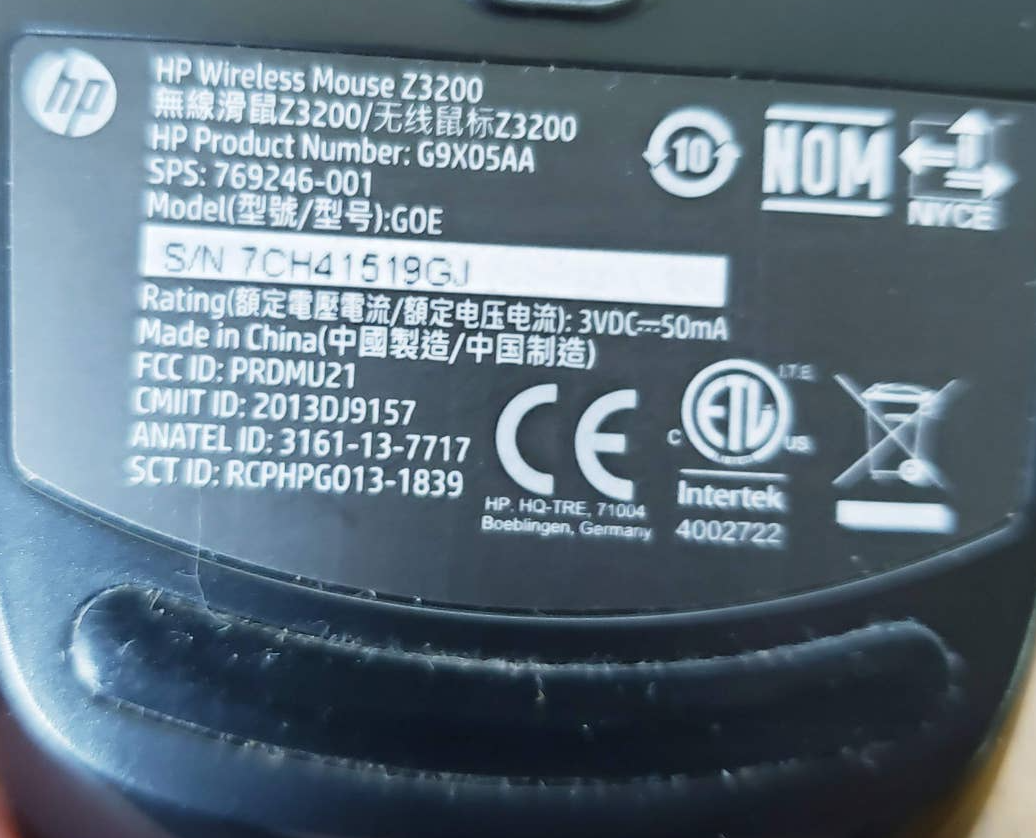 hp
HP Wireless Mouse Z3200
無線滑鼠Z3200/无线鼠标Z3200
HP Product Number: G9X05AA
SPS: 769246-001
Model(型號/型号):GOE
S/N 7CH41519GJ
Rating(額定電壓電流/額定电压电流): 3VDC⎓50mA
Made in China(中國製造/中国制造)
FCC ID: PRDMU21
CMIIT ID: 2013DJ9157
ANATEL ID: 3161-13-7717
SCT ID: RCPHPGO13-1839
10
NOM
NYCE
CE
HP. HQ-TRE, 71004
Boeblingen, Germany
I.T.E.
ETL
C US
Intertek
4002722